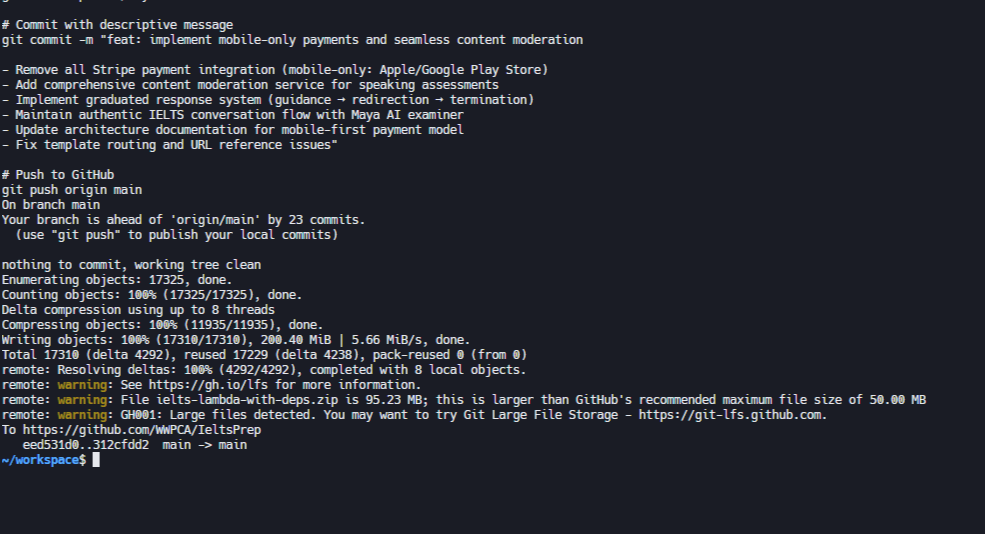 # Commit with descriptive message
git commit -m "feat: implement mobile-only payments and seamless content moderation
- Remove all Stripe payment integration (mobile-only: Apple/Google Play Store)
- Add comprehensive content moderation service for speaking assessments
- Implement graduated response system (guidance → redirection → termination)
- Maintain authentic IELTS conversation flow with Maya AI examiner
- Update architecture documentation for mobile-first payment model
- Fix template routing and URL reference issues"
# Push to GitHub
git push origin main
On branch main
Your branch is ahead of 'origin/main' by 23 commits.
  (use "git push" to publish your local commits)
nothing to commit, working tree clean
Enumerating objects: 17325, done.
Counting objects: 100% (17325/17325), done.
Delta compression using up to 8 threads
Compressing objects: 100% (11935/11935), done.
Writing objects: 100% (17310/17310), 200.40 MiB | 5.66 MiB/s, done.
Total 17310 (delta 4292), reused 17229 (delta 4238), pack-reused 0 (from 0)
remote: Resolving deltas: 100% (4292/4292), completed with 8 local objects.
remote: warning: See https://gh.io/lfs for more information.
remote: warning: File ielts-lambda-with-deps.zip is 95.23 MB; this is larger than GitHub's recommended maximum file size of 50.00 MB
remote: warning: GH001: Large files detected. You may want to try Git Large File Storage - https://git-lfs.github.com.
To https://github.com/WWPCA/IeltsPrep
   eed531d0..312cfdd2  main -> main
~/workspace$